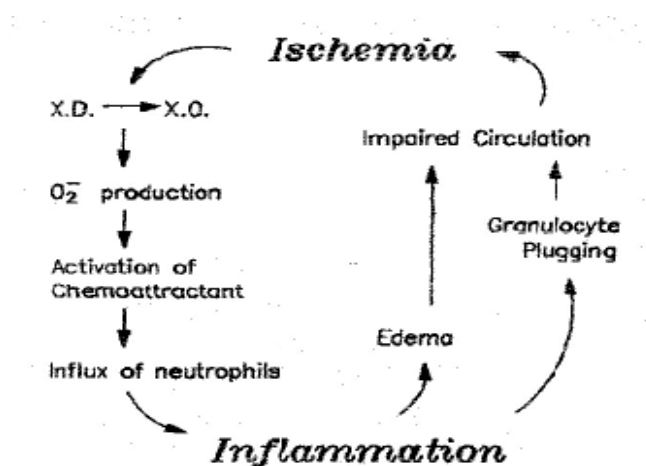 Ischemia
X.D. → X.O.
O₂⁻ production
Activation of
Chemoattractant
Influx of neutrophils
Inflammation
Edema
Granulocyte
Plugging
Impaired Circulation